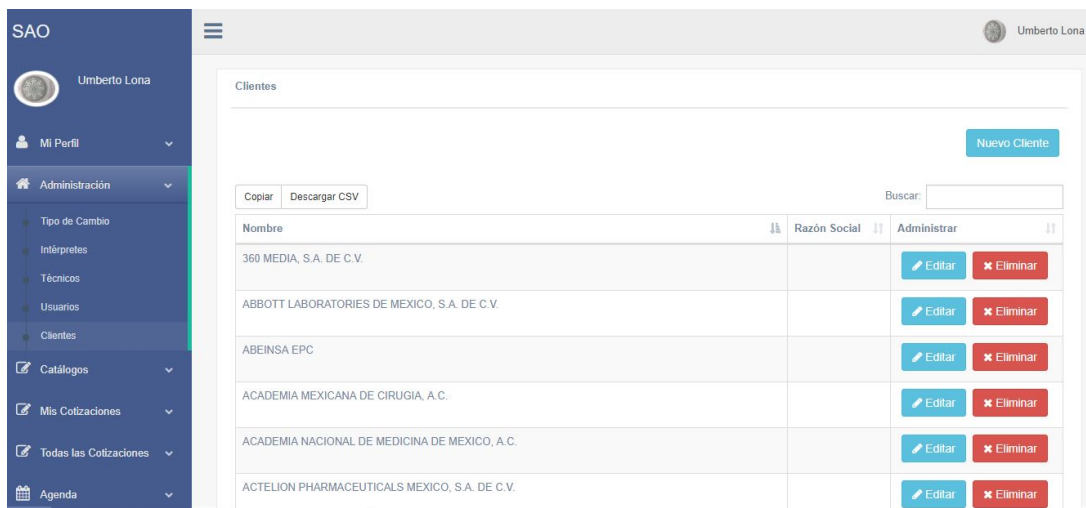 SAO
Umberto Lona
Umberto Lona
Mi Perfil
Administración
Tipo de Cambio
Intérpretes
Técnicos
Usuarios
Clientes
Catálogos
Mis Cotizaciones
Todas las Cotizaciones
Agenda
Clientes
Nuevo Cliente
Copiar Descargar CSV Buscar:
Nombre Razón Social Administrar
360 MEDIA, S.A. DE C.V. Editar Eliminar
ABBOTT LABORATORIES DE MEXICO, S.A. DE C.V. Editar Eliminar
ABEINSA EPC Editar Eliminar
ACADEMIA MEXICANA DE CIRUGIA, A.C. Editar Eliminar
ACADEMIA NACIONAL DE MEDICINA DE MEXICO, A.C. Editar Eliminar
ACTELION PHARMACEUTICALS MEXICO, S.A. DE C.V. Editar Eliminar